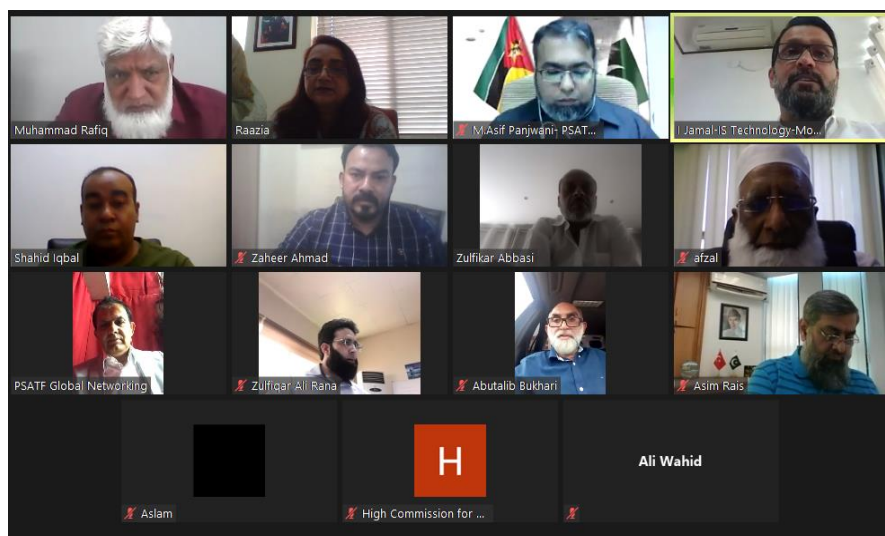 Muhammad Rafiq
Raazia
M.Asif Panjwani- PSAT...
I Jamal-IS Technology-Mo...
Shahid Iqbal
Zaheer Ahmad
Zulfikar Abbasi
afzal
PSATF Global Networking
Zulfiqar Ali Rana
Abutalib Bukhari
Asim Rais
H
Ali Wahid
Aslam
High Commission for ...